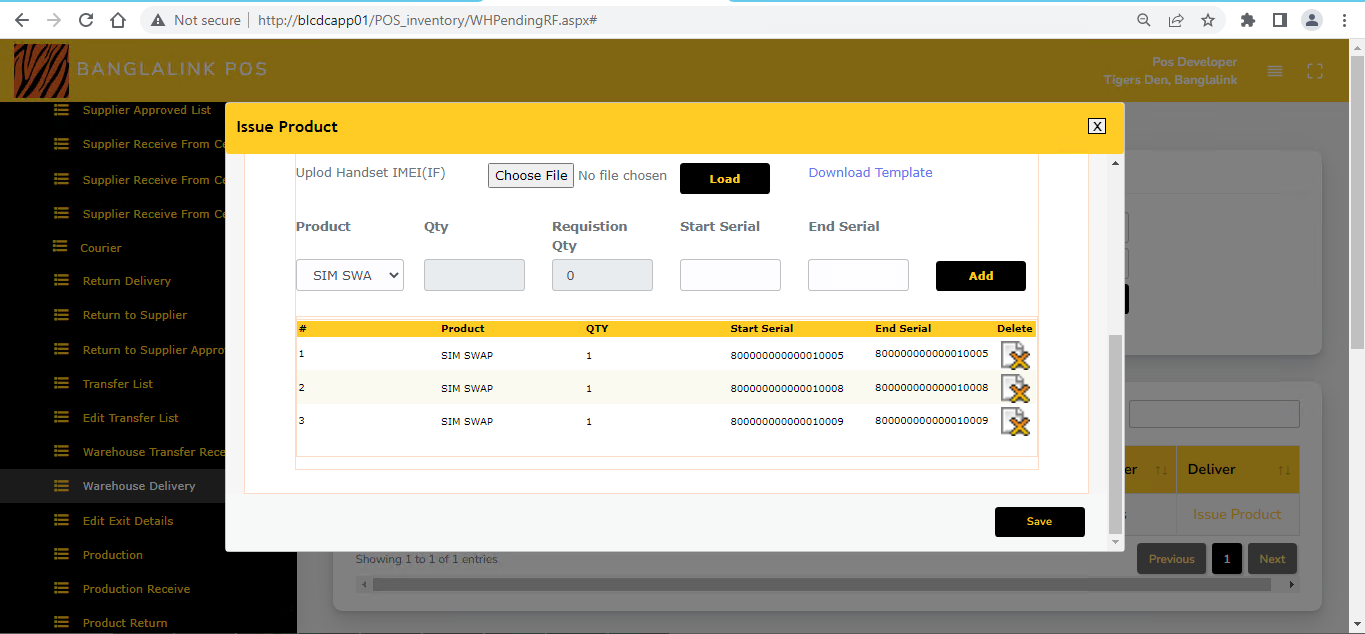 Not secure
http://blcdcapp01/POS_inventory/WHPendingRF.aspx#
BANGLALINK POS
Pos Developer
Tigers Den, Banglalink
Supplier Approved List
Supplier Receive From Ce
Supplier Receive From Ce
Supplier Receive From Ce
Courier
Return Delivery
Return to Supplier
Return to Supplier Appro
Transfer List
Edit Transfer List
Warehouse Transfer Rece
Warehouse Delivery
Edit Exit Details
Production
Production Receive
Product Return
Issue Product
X
Uplod Handset IMEI(IF)
Choose File No file chosen
Load
Download Template
Product Qty Requistion Qty Start Serial End Serial
SIM SWA 0 Add
# Product QTY Start Serial End Serial Delete
1 SIM SWAP 1 800000000000010005 800000000000010005
2 SIM SWAP 1 800000000000010008 800000000000010008
3 SIM SWAP 1 800000000000010009 800000000000010009
Save
er Deliver
s Issue Product
Showing 1 to 1 of 1 entries
Previous 1 Next